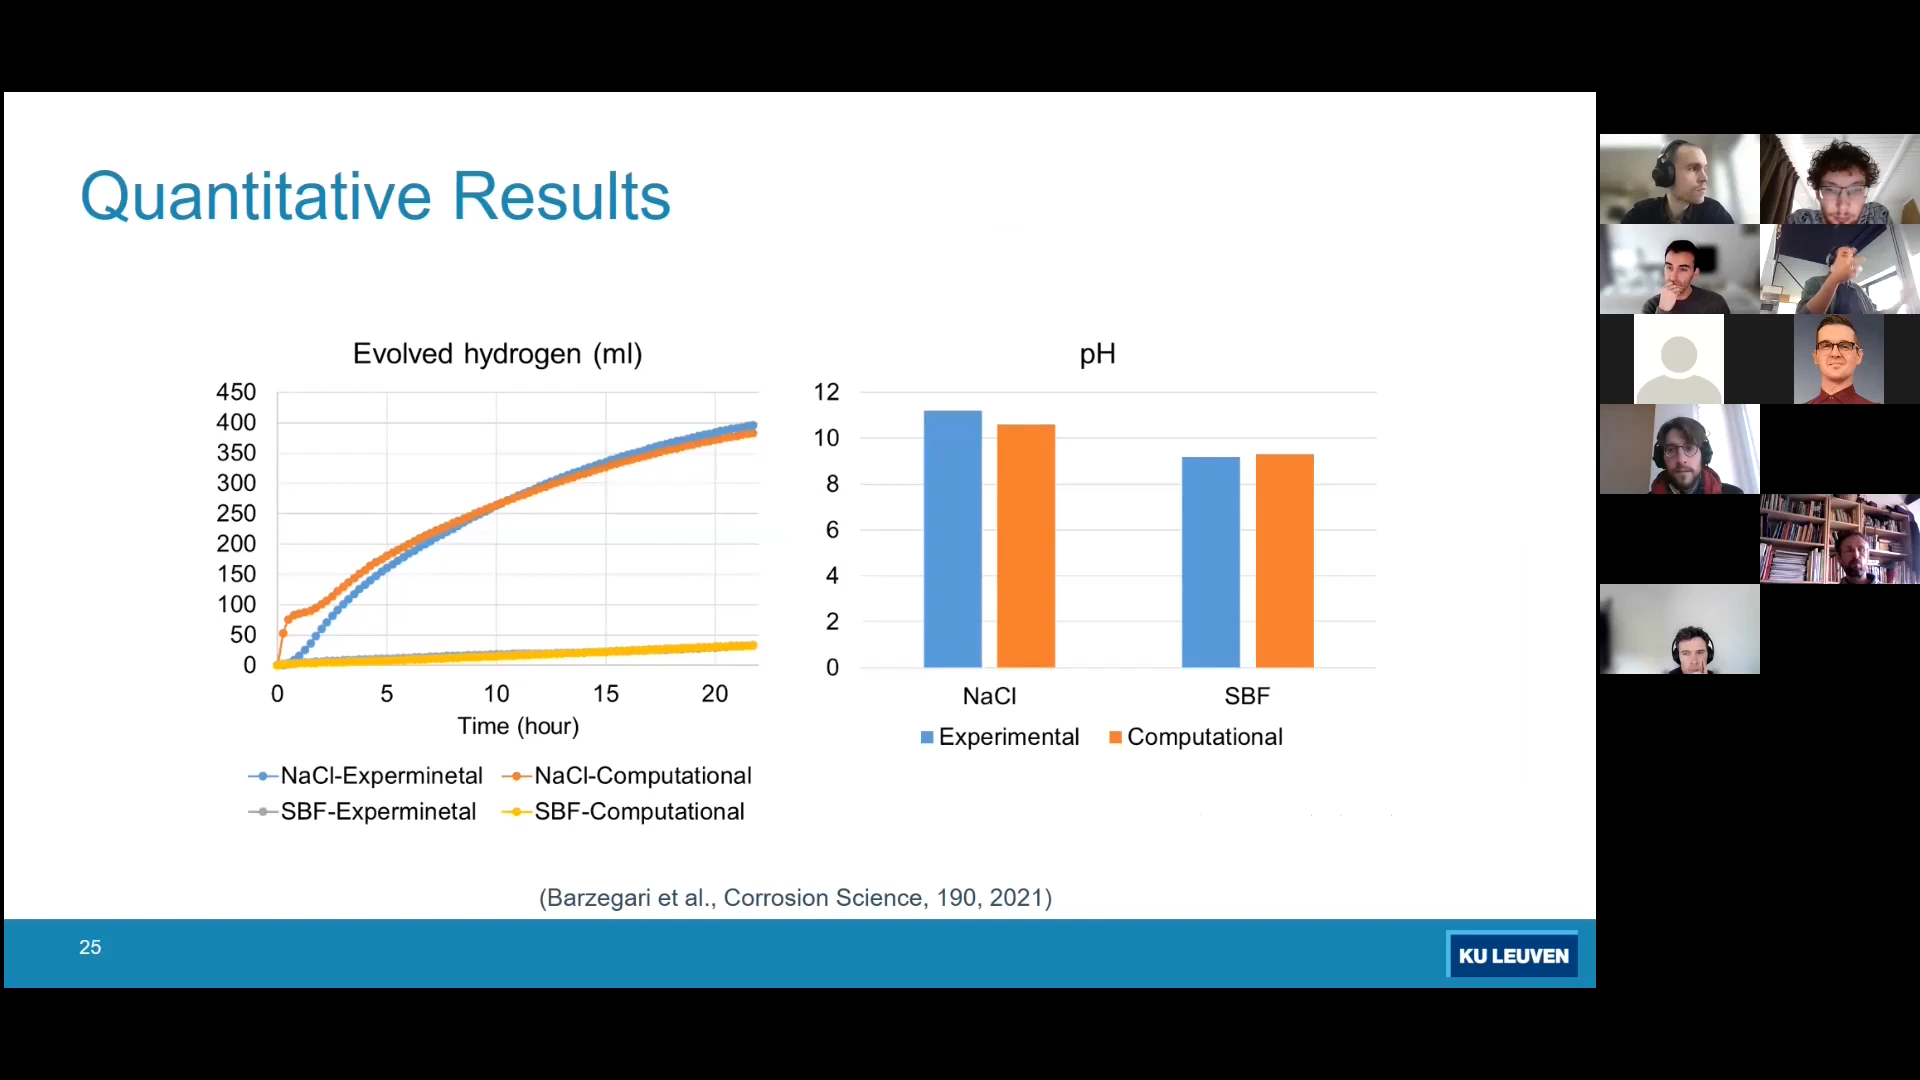 Quantitative Results
Evolved hydrogen (ml)
450
400
350
300
250
200
150
100
50
0
0 5 10 15 20
Time (hour)
NaCl-Experminetal NaCl-Computational
SBF-Experminetal SBF-Computational
pH
12
10
8
6
4
2
0
NaCl SBF
Experimental Computational
(Barzegari et al., Corrosion Science, 190, 2021)
25
KU LEUVEN